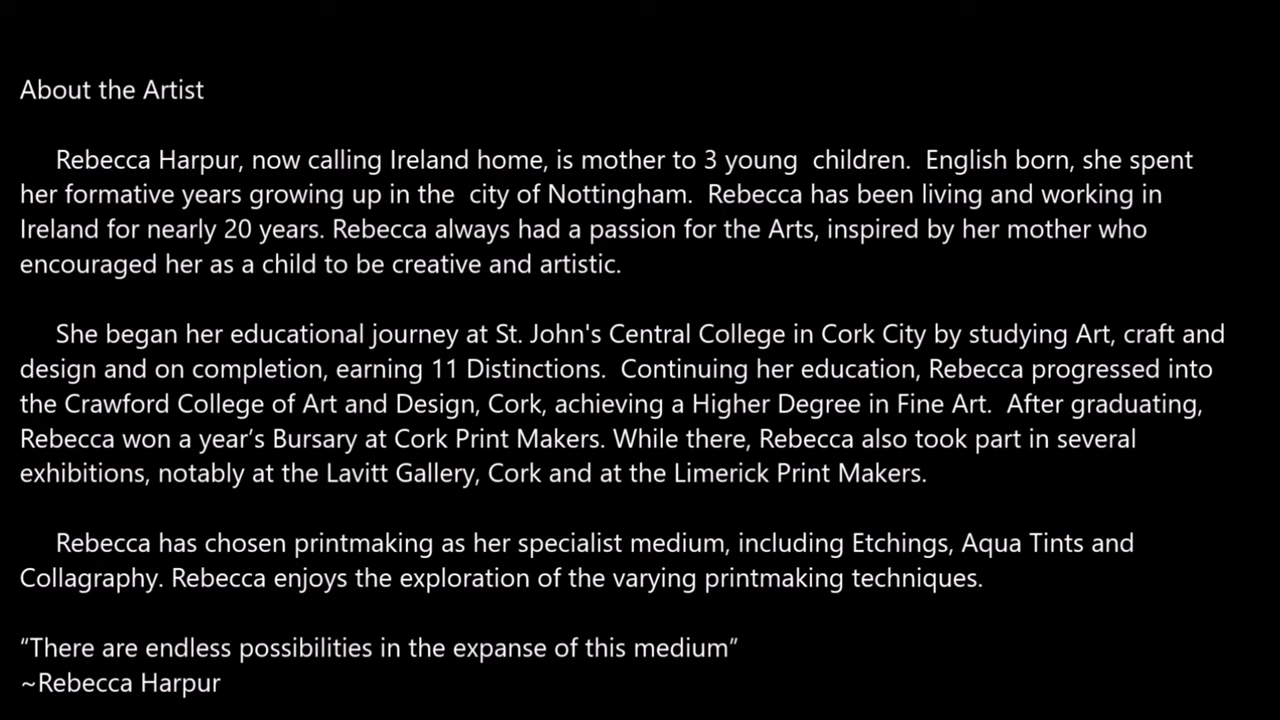 About the Artist
Rebecca Harpur, now calling Ireland home, is mother to 3 young  children.  English born, she spent
her formative years growing up in the  city of Nottingham.  Rebecca has been living and working in
Ireland for nearly 20 years. Rebecca always had a passion for the Arts, inspired by her mother who
encouraged her as a child to be creative and artistic.
She began her educational journey at St. John's Central College in Cork City by studying Art, craft and
design and on completion, earning 11 Distinctions.  Continuing her education, Rebecca progressed into
the Crawford College of Art and Design, Cork, achieving a Higher Degree in Fine Art.  After graduating,
Rebecca won a year’s Bursary at Cork Print Makers. While there, Rebecca also took part in several
exhibitions, notably at the Lavitt Gallery, Cork and at the Limerick Print Makers.
Rebecca has chosen printmaking as her specialist medium, including Etchings, Aqua Tints and
Collagraphy. Rebecca enjoys the exploration of the varying printmaking techniques.
“There are endless possibilities in the expanse of this medium”
~Rebecca Harpur